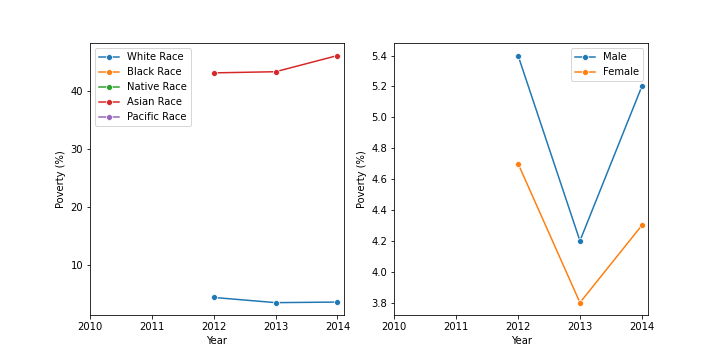 White Race
Black Race
Native Race
Asian Race
Pacific Race
40
30
20
10
Poverty (%)
2010 2011 2012 2013 2014
Year
Male
Female
5.4
5.2
5.0
4.8
4.6
4.4
4.2
4.0
3.8
Poverty (%)
2010 2011 2012 2013 2014
Year